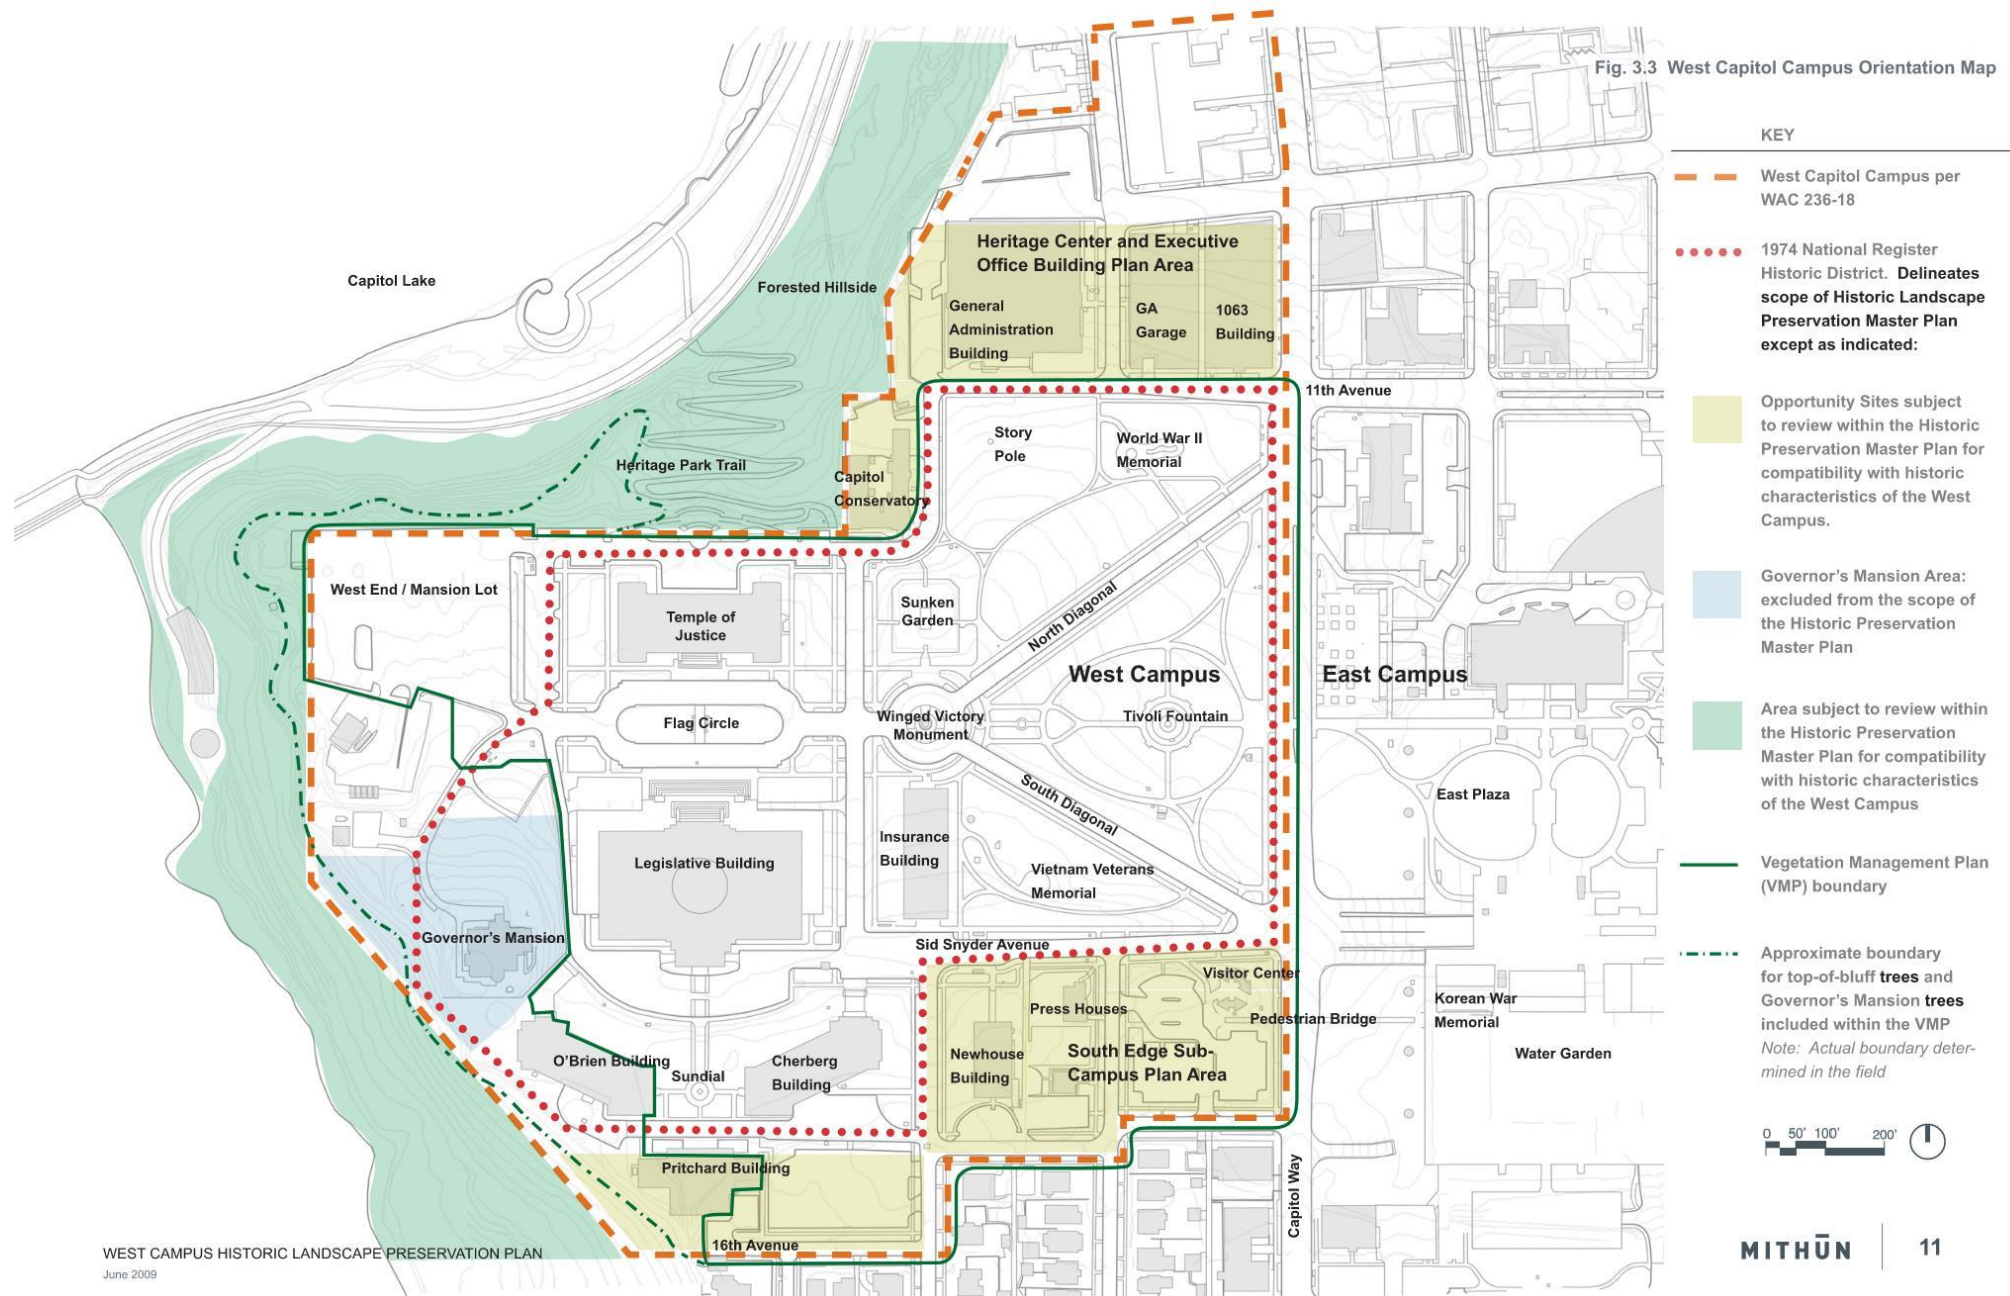 Fig. 3.3 West Capitol Campus Orientation Map
KEY
West Capitol Campus per
WAC 236-18
1974 National Register
Historic District. Delineates
scope of Historic Landscape
Preservation Master Plan
except as indicated:
Opportunity Sites subject
to review within the Historic
Preservation Master Plan for
compatibility with historic
characteristics of the West
Campus.
Governor's Mansion Area:
excluded from the scope of
the Historic Preservation
Master Plan
Area subject to review within
the Historic Preservation
Master Plan for compatibility
with historic characteristics
of the West Campus
Vegetation Management Plan
(VMP) boundary
Approximate boundary
for top-of-bluff trees and
Governor's Mansion trees
included within the VMP
Note: Actual boundary deter-
mined in the field
0 50' 100' 200'
Heritage Center and Executive
Office Building Plan Area
Capitol Lake
Forested Hillside
General
Administration
Building
GA
Garage
1063
Building
11th Avenue
Story
Pole
World War II
Memorial
Heritage Park Trail
Capitol
Conservatory
West End / Mansion Lot
Temple of
Justice
Sunken
Garden
North Diagonal
West Campus
East Campus
Flag Circle
Winged Victory
Monument
Tivoli Fountain
South Diagonal
East Plaza
Legislative Building
Insurance
Building
Vietnam Veterans
Memorial
Governor's Mansion
Sid Snyder Avenue
Visitor Center
Press Houses
Pedestrian Bridge
Korean War
Memorial
Newhouse
Building
South Edge Sub-
Campus Plan Area
Water Garden
O'Brien Building
Sundial
Cherberg
Building
Pritchard Building
16th Avenue
Capitol Way
WEST CAMPUS HISTORIC LANDSCAPE PRESERVATION PLAN
June 2009
MITHŪN
11